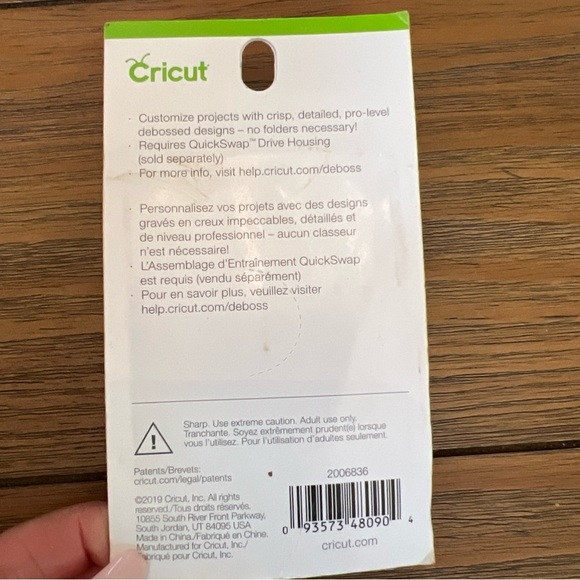 Cricut
· Customize projects with crisp, detailed, pro-level
debossed designs – no folders necessary!
· Requires QuickSwap™ Drive Housing
(sold separately)
· For more info, visit help.cricut.com/deboss
· Personnalisez vos projets avec des designs
gravés en creux impeccables, détaillés et
de niveau professionnel – aucun classeur
n'est nécessaire!
· L'Assemblage d'Entraînement QuickSwap
est requis (vendu séparément)
· Pour en savoir plus, veuillez visiter
help.cricut.com/deboss
Sharp. Use extreme caution. Adult use only.
Tranchante. Soyez extrêmement prudent(e) lorsque
vous l'utilisez. Pour l'utilisation d'adultes seulement.
Patents/Brevets:
cricut.com/legal/patents
©2019 Cricut, Inc. All rights
reserved./Tous droits réservés.
10855 South River Front Parkway,
South Jordan, UT 84095 USA
Made in China./Fabriqué en Chine.
Manufactured for Cricut, Inc./
Fabriqué pour Cricut, Inc.
2006836
0 93573 48090 4
cricut.com